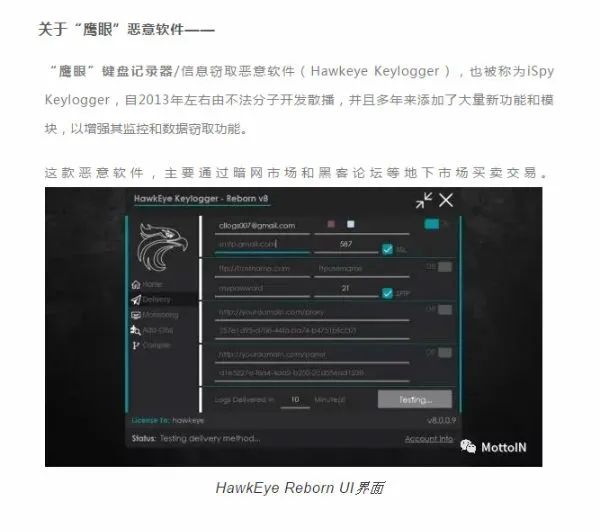 关于“鹰眼”恶意软件——
“鹰眼”键盘记录器/信息窃取恶意软件（Hawkeye Keylogger），也被称为iSpy
Keylogger，自2013年左右由不法分子开发散播，并且多年来添加了大量新功能和模
块，以增强其监控和数据窃取功能。
这款恶意软件，主要通过暗网市场和黑客论坛等地下市场买卖交易。
HawkEye Keylogger - Reborn v8
cllogs007@gmail.com
smtp.gmail.com 587 SSL
ftp://ftpusername
mypassword 21 SFTP
Home
Delivery
Monitoring
Add-Ons
Compile
http://yourdomain.com/proxy
Off
http://yourdomain.com/panel
Off
Logs Delivered in 10 Minute(s) Testing...
License To: hawkeye v8.0.0.9
Status: Testing delivery method... Account Info
MottoIN
HawkEye Reborn UI界面